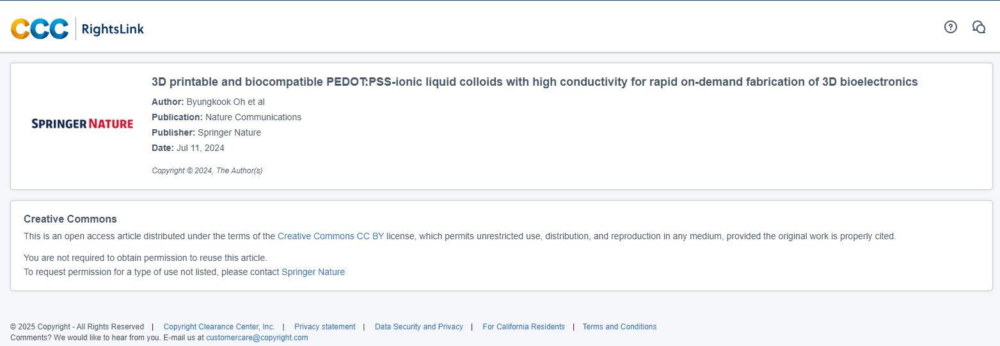 CCC | RightsLink
3D printable and biocompatible PEDOT:PSS-ionic liquid colloids with high conductivity for rapid on-demand fabrication of 3D bioelectronics
SPRINGER NATURE
Author: Byungkook Oh et al
Publication: Nature Communications
Publisher: Springer Nature
Date: Jul 11, 2024
Copyright © 2024, The Author(s)
Creative Commons
This is an open access article distributed under the terms of the Creative Commons CC BY license, which permits unrestricted use, distribution, and reproduction in any medium, provided the original work is properly cited.
You are not required to obtain permission to reuse this article.
To request permission for a type of use not listed, please contact Springer Nature
© 2025 Copyright - All Rights Reserved | Copyright Clearance Center, Inc. | Privacy statement | Data Security and Privacy | For California Residents | Terms and Conditions
Comments? We would like to hear from you. E-mail us at customercare@copyright.com